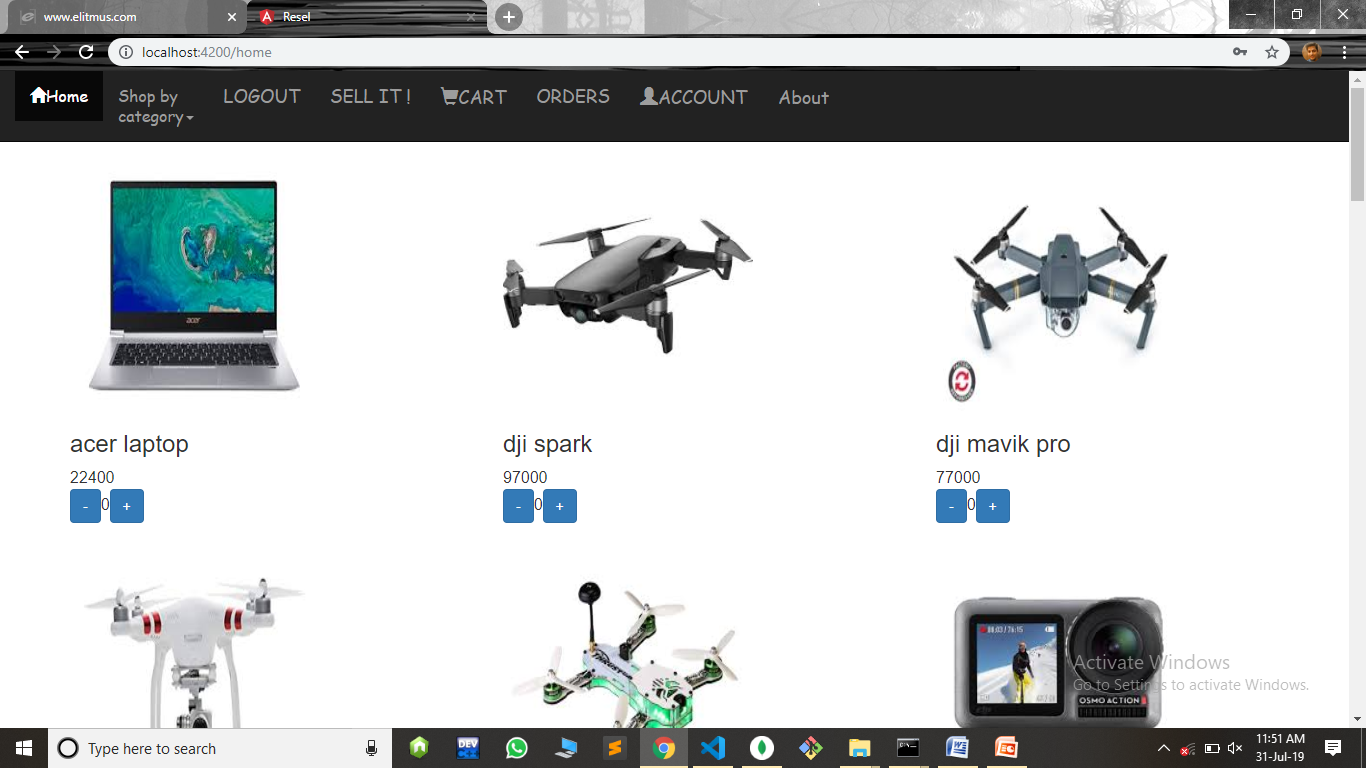 www.elitmus.com
Resel
localhost:4200/home
Home
Shop by
category
LOGOUT
SELL IT !
CART
ORDERS
ACCOUNT
About
acer
acer laptop
22400
- 0 +
dji spark
97000
- 0 +
dji mavik pro
77000
- 0 +
OSMO ACTION
Activate Windows
Go to Settings to activate Windows.
Type here to search
DEV
11:51 AM
31-Jul-19